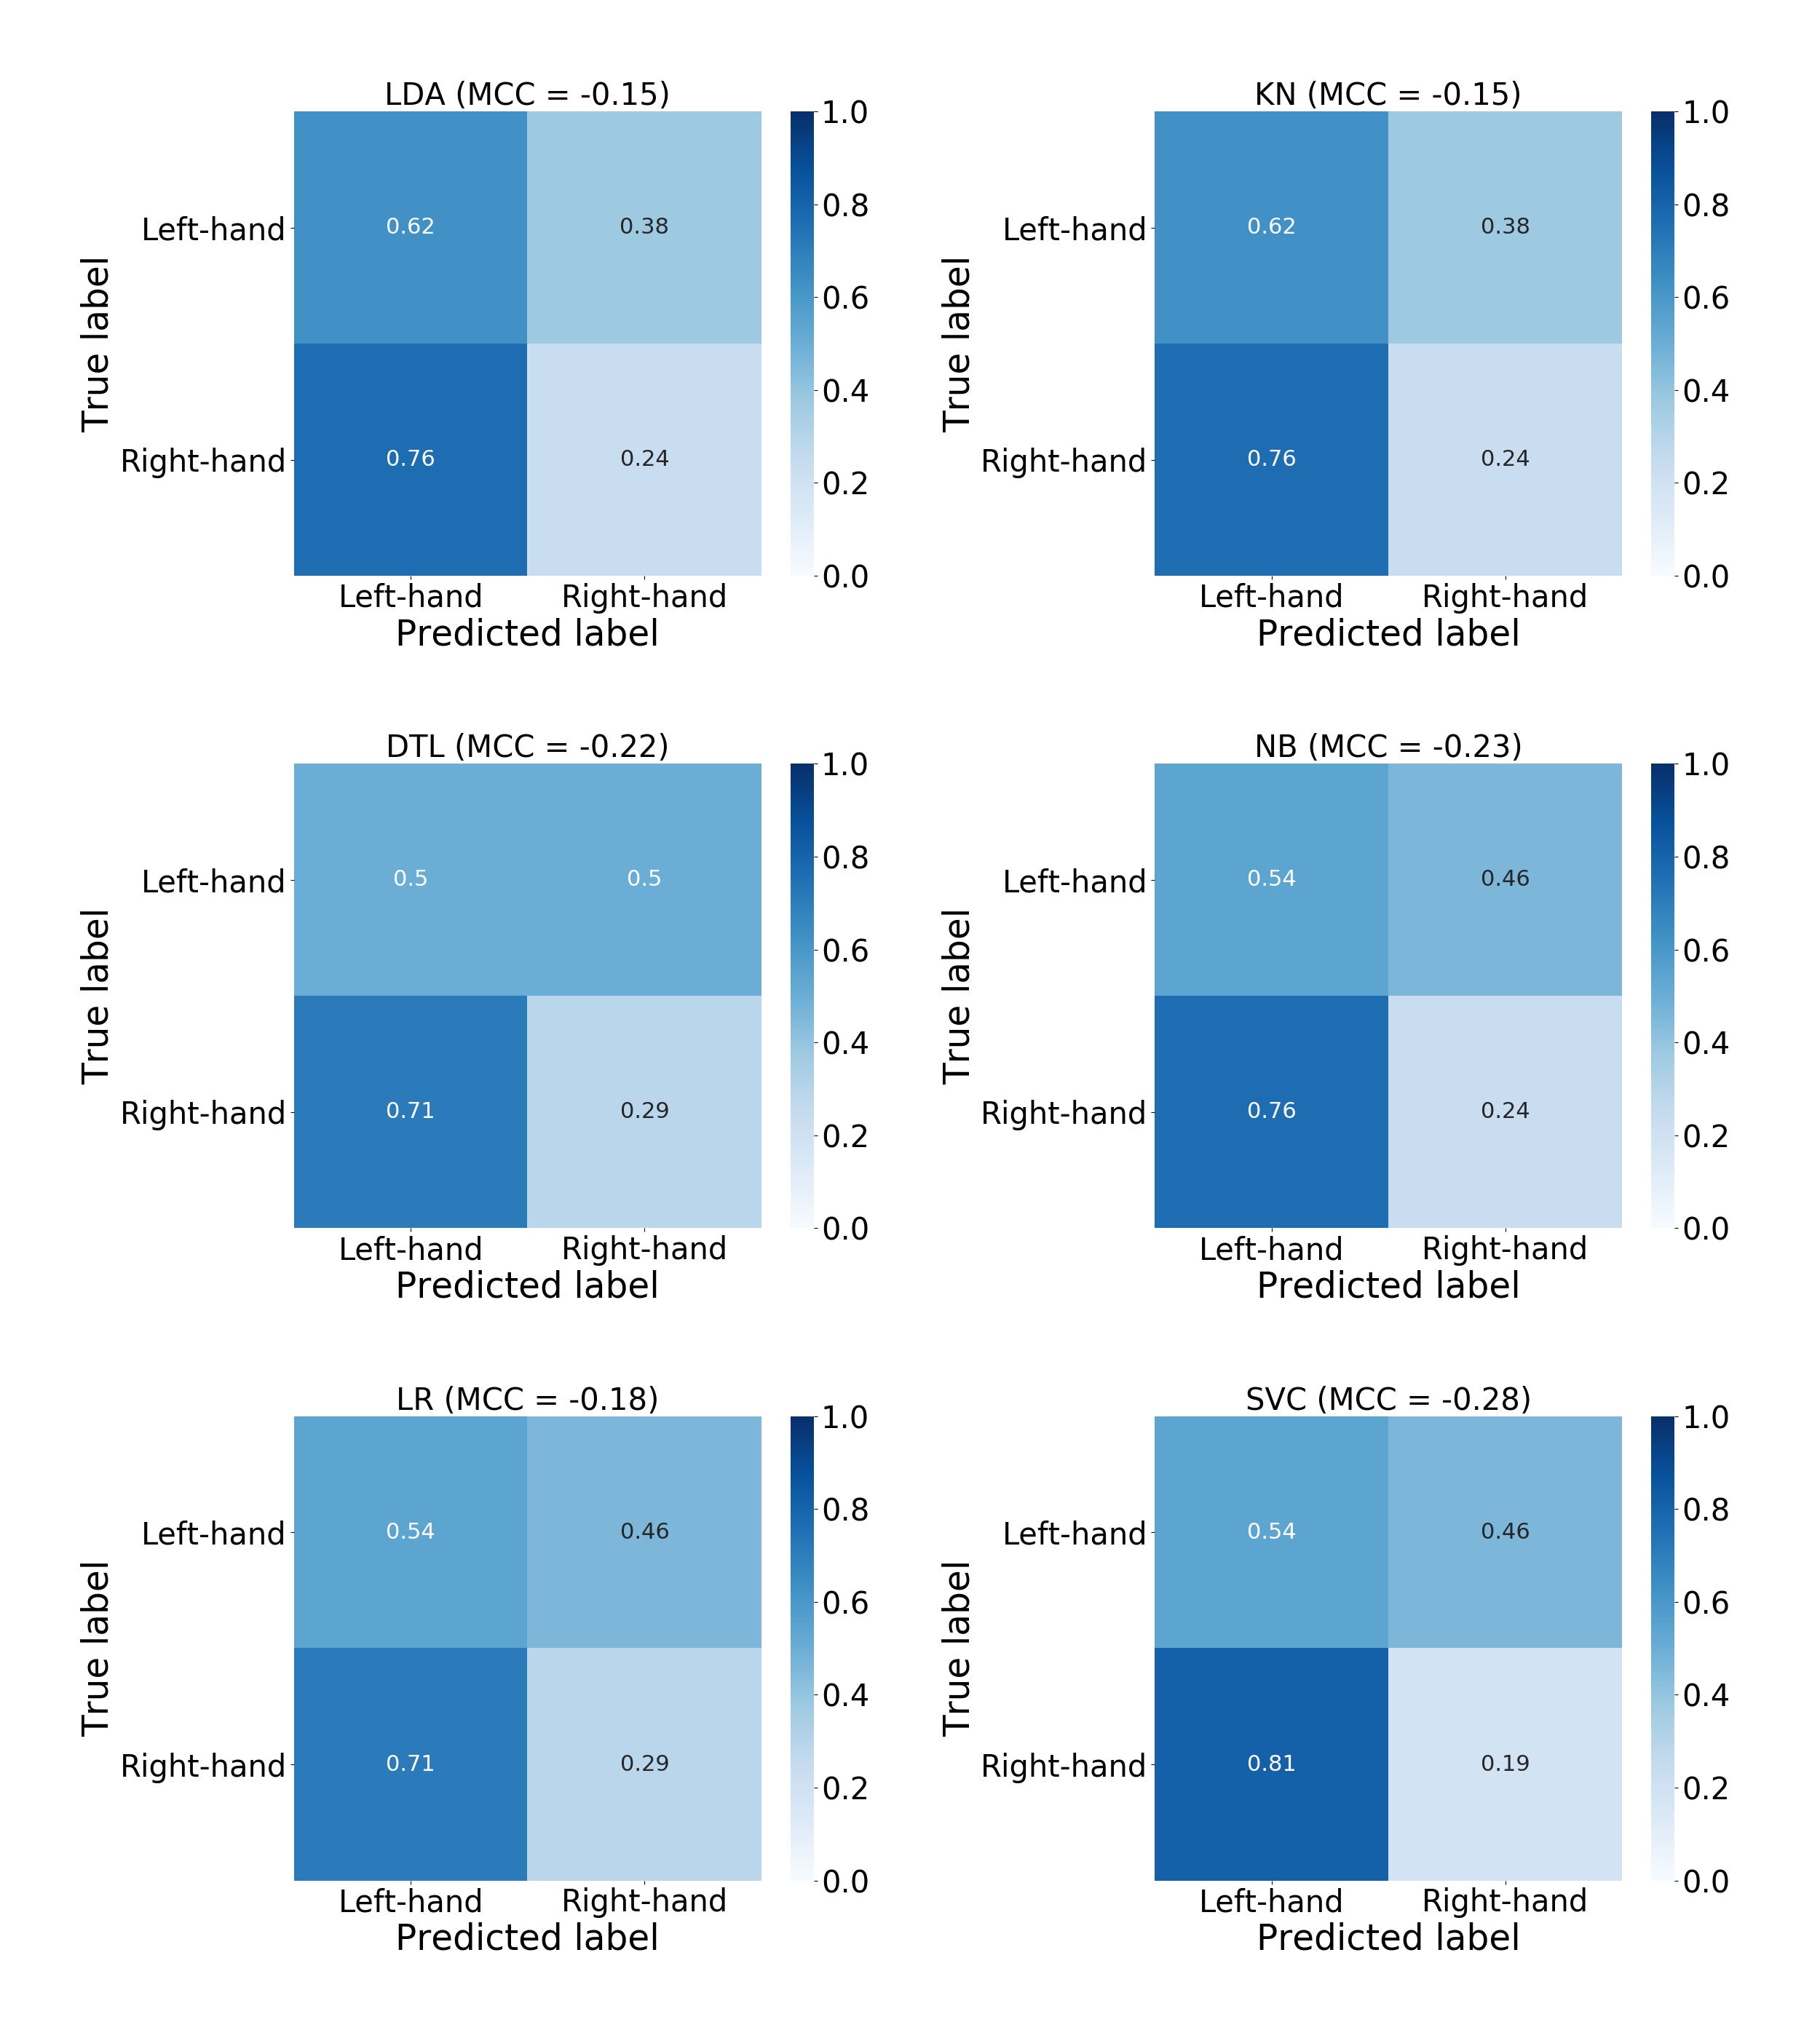 LDA (MCC = -0.15)
True label
Left-hand
Right-hand
0.62
0.38
0.76
0.24
Left-hand
Right-hand
Predicted label
1.0
0.8
0.6
0.4
0.2
0.0
KN (MCC = -0.15)
True label
Left-hand
Right-hand
0.62
0.38
0.76
0.24
Left-hand
Right-hand
Predicted label
1.0
0.8
0.6
0.4
0.2
0.0
DTL (MCC = -0.22)
True label
Left-hand
Right-hand
0.5
0.5
0.71
0.29
Left-hand
Right-hand
Predicted label
1.0
0.8
0.6
0.4
0.2
0.0
NB (MCC = -0.23)
True label
Left-hand
Right-hand
0.54
0.46
0.76
0.24
Left-hand
Right-hand
Predicted label
1.0
0.8
0.6
0.4
0.2
0.0
LR (MCC = -0.18)
True label
Left-hand
Right-hand
0.54
0.46
0.71
0.29
Left-hand
Right-hand
Predicted label
1.0
0.8
0.6
0.4
0.2
0.0
SVC (MCC = -0.28)
True label
Left-hand
Right-hand
0.54
0.46
0.81
0.19
Left-hand
Right-hand
Predicted label
1.0
0.8
0.6
0.4
0.2
0.0